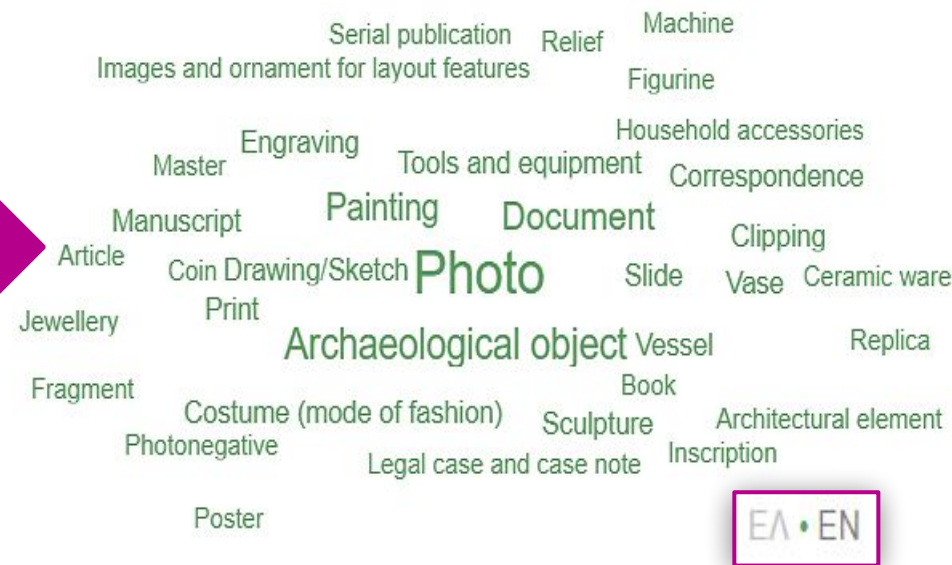 Machine
Serial publication
Relief
Images and ornament for layout features
Figurine
Household accessories
Engraving
Master
Tools and equipment
Correspondence
Painting
Document
Manuscript
Clipping
Article
Coin
Drawing/Sketch
Photo
Slide
Vase
Ceramic ware
Print
Jewellery
Archaeological object
Vessel
Replica
Fragment
Book
Costume (mode of fashion)
Sculpture
Architectural element
Photonegative
Legal case and case note
Inscription
Poster
ΕΛ • EN